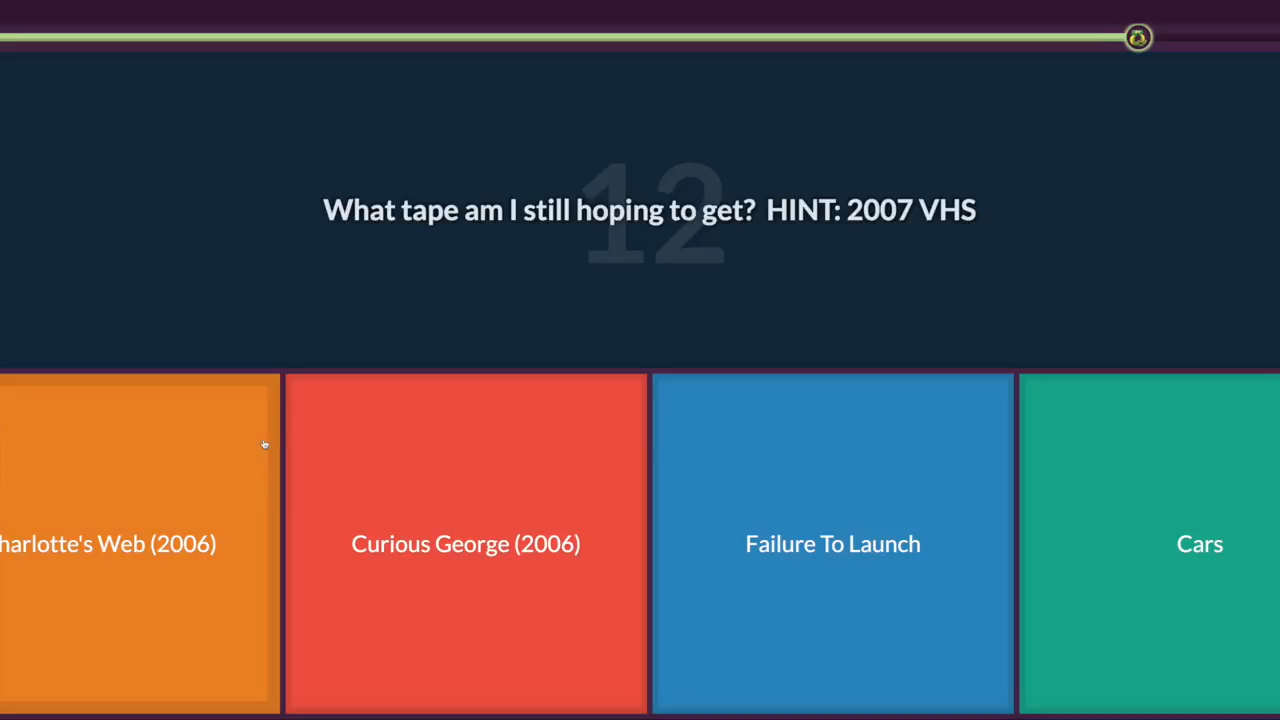 12
What tape am I still hoping to get? HINT: 2007 VHS
harlotte's Web (2006)
Curious George (2006)
Failure To Launch
Cars